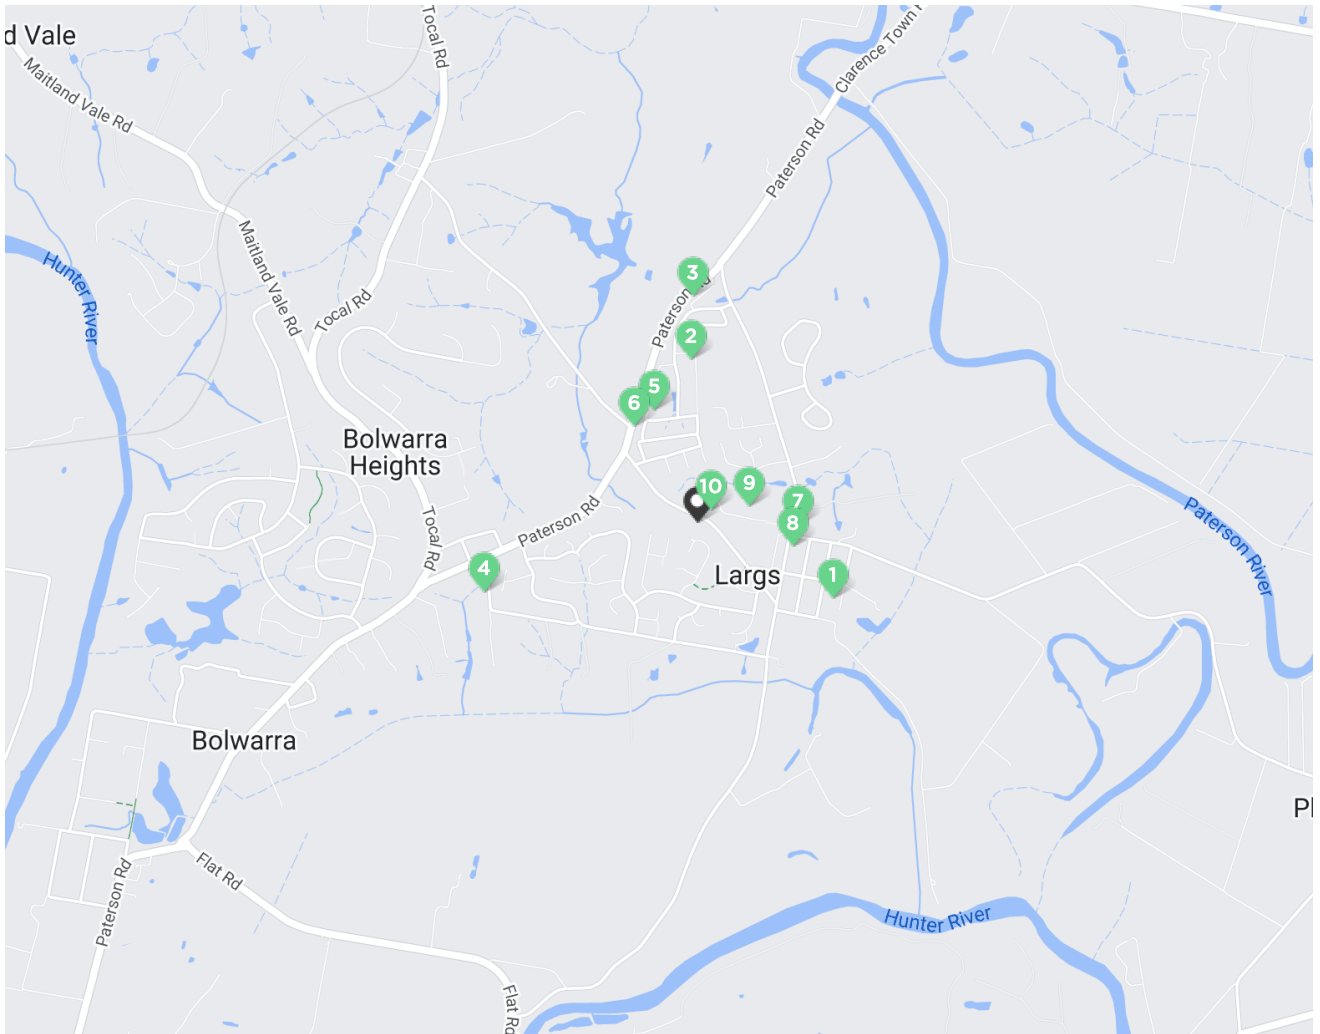 d Vale
Maitland Vale Rd
Tocal Rd
Clarence Town
Paterson Rd
Maitland Vale Rd
Hunter River
Tocal Rd
3
Paterson Rd
2
5
6
Bolwarra
Heights
10
9
7
8
Paterson Rd
Tocal Rd
4
Largs
1
Paterson River
Bolwarra
Pl
Flat Rd
Paterson Rd
Hunter River
Flat Rd